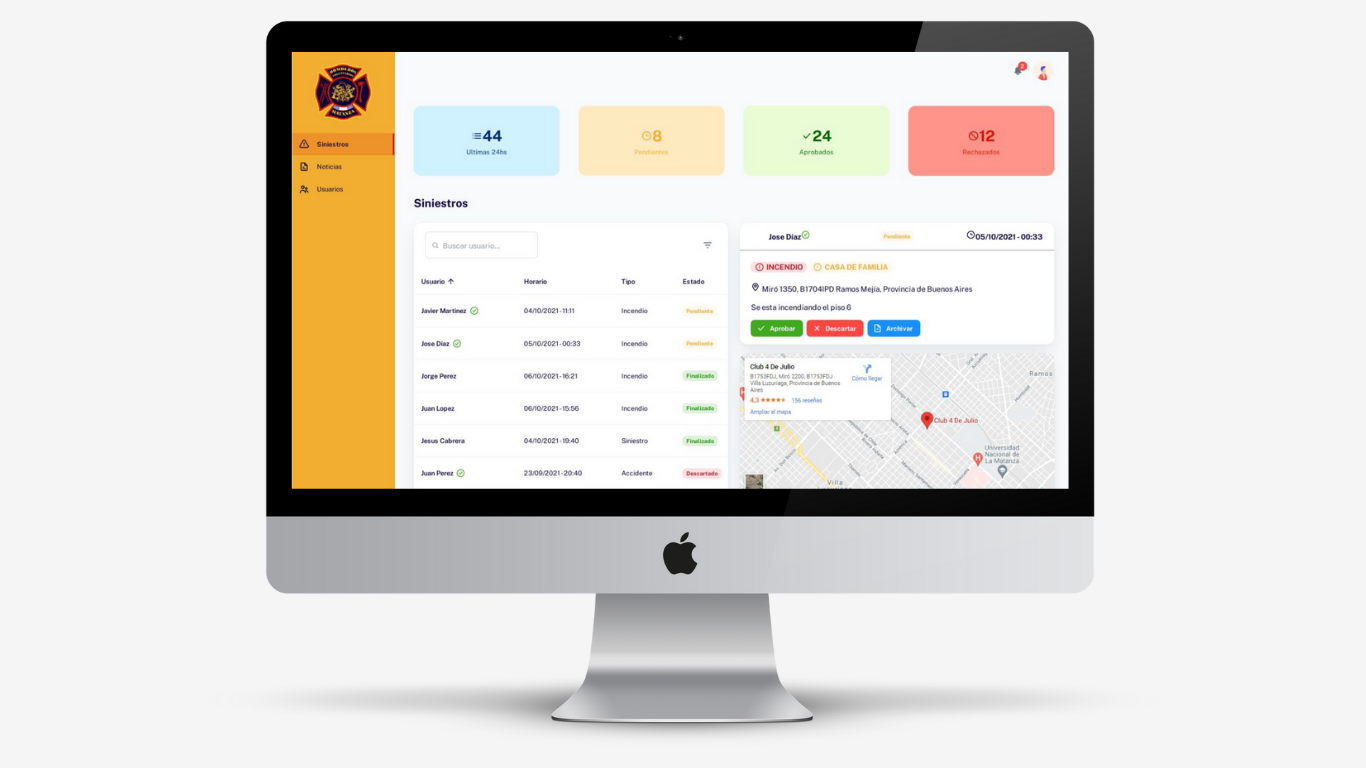 BOMBEROS
MATANZA
Siniestros
Noticias
Usuarios
2
44
Ultimas 24hs
8
Pendientes
24
Aprobados
12
Rechazados
Siniestros
Buscar usuario...
Usuario Horario Tipo Estado
Javier Martinez 04/10/2021 - 11:11 Incendio Pendiente
Jose Diaz 05/10/2021 - 00:33 Incendio Pendiente
Jorge Perez 06/10/2021 - 16:21 Incendio Finalizado
Juan Lopez 06/10/2021 - 15:56 Incendio Finalizado
Jesus Cabrera 04/10/2021 - 19:40 Siniestro Finalizado
Juan Perez 23/09/2021 - 20:40 Accidente Descartado
Jose Diaz Pendiente 05/10/2021 - 00:33
INCENDIO CASA DE FAMILIA
Miró 1350, B1704IPD Ramos Mejía, Provincia de Buenos Aires
Se esta incendiando el piso 6
Aprobar Descartar Archivar
Club 4 De Julio
B1753FDJ, Miró 2200, B1753FDJ
Villa Luzuriaga, Provincia de Buenos
Aires
Cómo llegar
4,3 156 reseñas
Ampliar el mapa
Ramos
Club 4 De Julio
Universidad
Nacional de
La Matanza
Villa